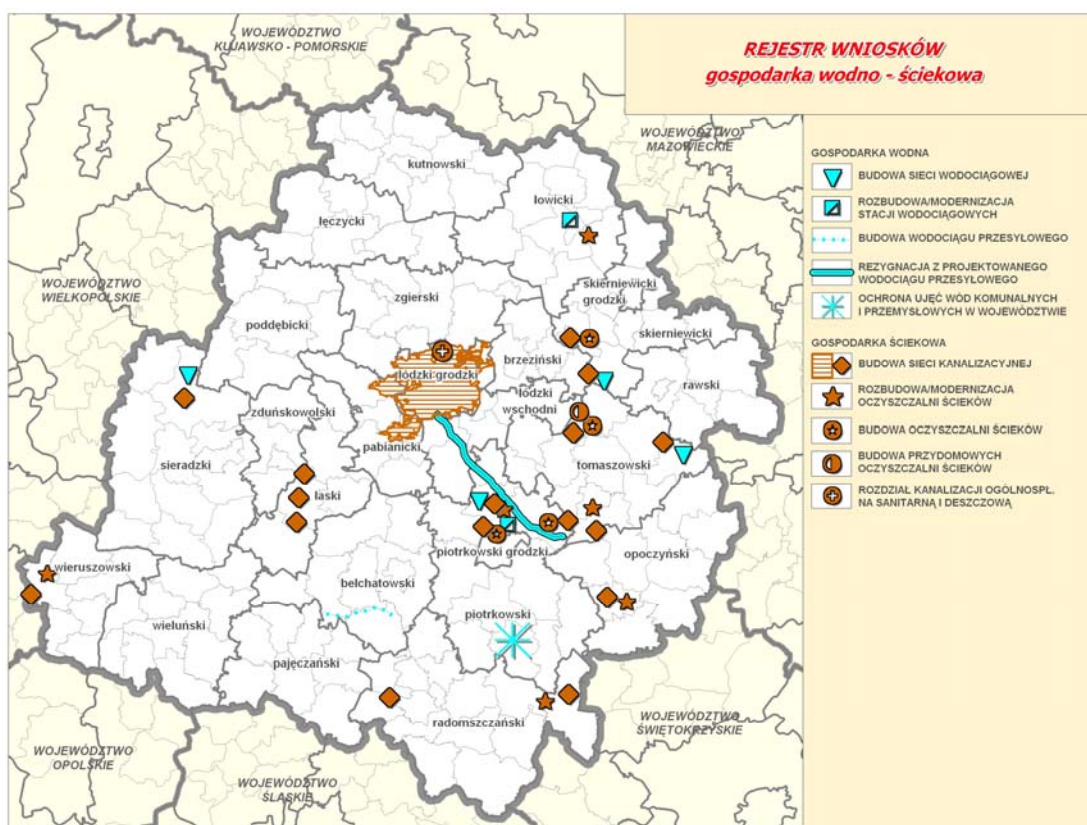 REJESTR WNIOSKÓW
gospodarka wodno - ściekowa
WOJEWÓDZTWO
KUJAWSKO - POMORSKIE
WOJEWÓDZTWO
MAZOWIECKIE
WOJEWÓDZTWO
WIELKOPOLSKIE
WOJEWÓDZTWO
OPOLSKIE
WOJEWÓDZTWO
ŚLĄSKIE
WOJEWÓDZTWO
ŚWIĘTOKRZYSKIE
kutnowski
łęczycki
łowicki
zgierski
skierniewicki
grodzki
skierniewicki
poddębicki
brzeziński
łódzki grodzki
łódzki
wschodni
rawski
zduńskowolski
pabianicki
sieradzki
łaski
tomaszowski
piotrkowski grodzki
opoczyński
wieruszowski
bełchatowski
piotrkowski
wieluński
pajęczański
radomszczański
GOSPODARKA WODNA
BUDOWA SIECI WODOCIĄGOWEJ
ROZBUDOWA/MODERNIZACJA
STACJI WODOCIĄGOWYCH
BUDOWA WODOCIĄGU PRZESYŁOWEGO
REZYGNACJA Z PROJEKTOWANEGO
WODOCIĄGU PRZESYŁOWEGO
OCHRONA UJĘĆ WÓD KOMUNALNYCH
I PRZEMYSŁOWYCH W WOJEWÓDZTWIE
GOSPODARKA ŚCIEKOWA
BUDOWA SIECI KANALIZACYJNEJ
ROZBUDOWA/MODERNIZACJA
OCZYSZCZALNI ŚCIEKÓW
BUDOWA OCZYSZCZALNI ŚCIEKÓW
BUDOWA PRZYDOMOWYCH
OCZYSZCZALNI ŚCIEKÓW
ROZDZIAŁ KANALIZACJI OGÓLNOSPŁ.
NA SANITARNĄ I DESZCZOWĄ